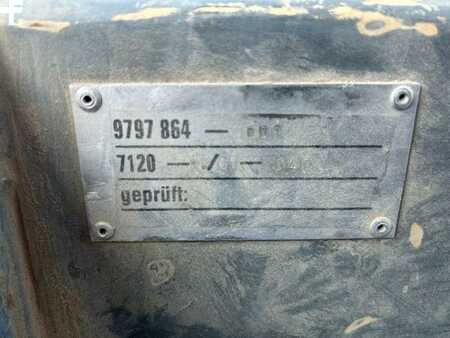 9797 864 —
7120 — / —
geprüft: